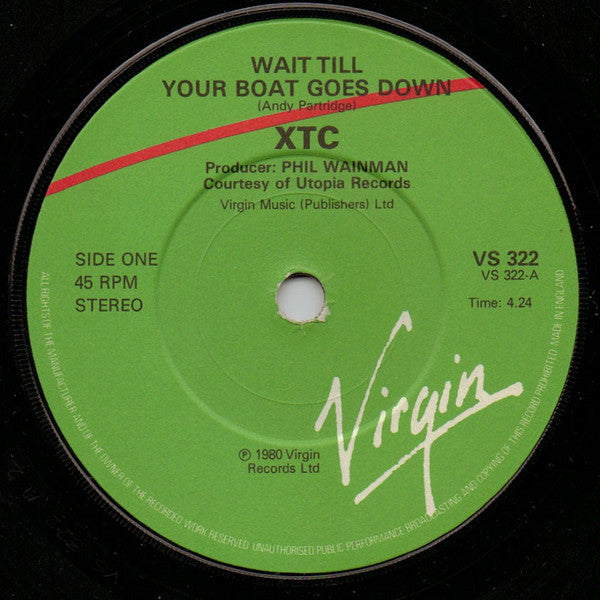 WAIT TILL
YOUR BOAT GOES DOWN
(Andy Partridge)
XTC
Producer: PHIL WAINMAN
Courtesy of Utopia Records
Virgin Music (Publishers) Ltd
SIDE ONE
45 RPM
STEREO
VS 322
VS 322-A
Time: 4.24
Virgin
℗ 1980 Virgin
Records Ltd
ALL RIGHTS OF THE MANUFACTURER AND OF THE OWNER OF THE RECORDED WORK RESERVED. UNAUTHORISED PUBLIC PERFORMANCE BROADCASTING AND COPYING OF THIS RECORD PROHIBITED. MADE IN ENGLAND